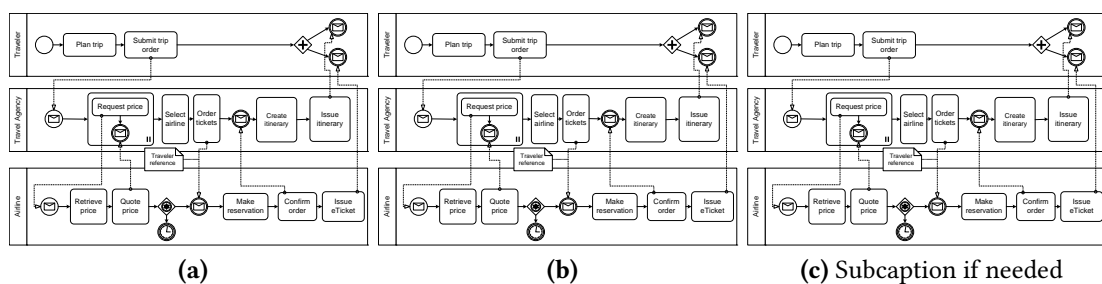 Traveler
Plan trip
Submit trip
order
Travel Agency
Request price
Select
airline
Order
tickets
Create
itinerary
Issue
itinerary
Traveler
reference
Airline
Retrieve
price
Quote
price
Make
reservation
Confirm
order
Issue
eTicket
(a)
Traveler
Plan trip
Submit trip
order
Travel Agency
Request price
Select
airline
Order
tickets
Create
itinerary
Issue
itinerary
Traveler
reference
Airline
Retrieve
price
Quote
price
Make
reservation
Confirm
order
Issue
eTicket
(b)
Traveler
Plan trip
Submit trip
order
Travel Agency
Request price
Select
airline
Order
tickets
Create
itinerary
Issue
itinerary
Traveler
reference
Airline
Retrieve
price
Quote
price
Make
reservation
Confirm
order
Issue
eTicket
(c) Subcaption if needed